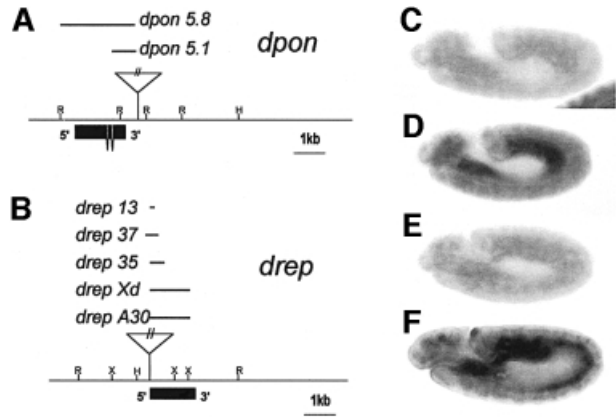 A
dpon 5.8
dpon 5.1
dpon
//
R R R R H
5' 3'
1kb
B
drep 13
drep 37
drep 35
drep Xd
drep A30
drep
//
R X H X X R
5' 3'
1kb
C
D
E
F